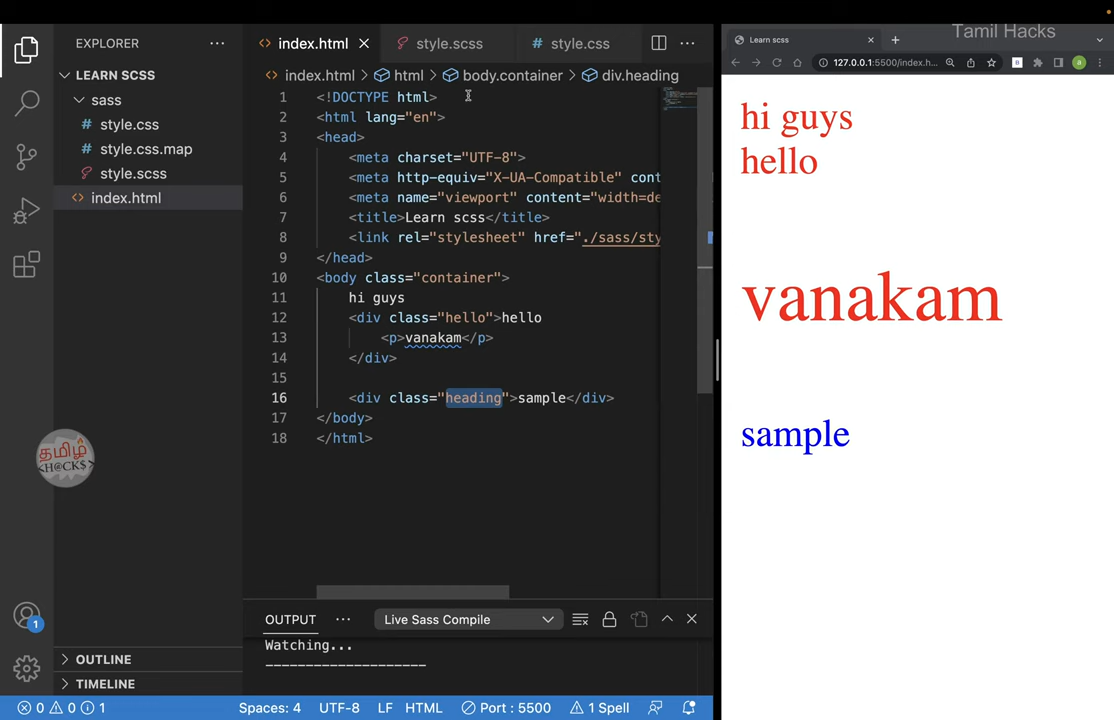 Tamil Hacks
EXPLORER
LEARN SCSS
sass
style.css
style.css.map
style.scss
index.html
OUTLINE
TIMELINE
தமிழ்
<H@CK$>
1
index.html
style.scss
style.css
index.html > html > body.container > div.heading
1 <!DOCTYPE html>
2 <html lang="en">
3 <head>
4 <meta charset="UTF-8">
5 <meta http-equiv="X-UA-Compatible" cont
6 <meta name="viewport" content="width=de
7 <title>Learn scss</title>
8 <link rel="stylesheet" href="./sass/sty
9 </head>
10 <body class="container">
11 hi guys
12 <div class="hello">hello
13 <p>vanakam</p>
14 </div>
15
16 <div class="heading">sample</div>
17 </body>
18 </html>
OUTPUT
Live Sass Compile
Watching...
--------------------
0 0 1
Spaces: 4
UTF-8
LF
HTML
Port : 5500
1 Spell
Learn scss
127.0.0.1:5500/index.h...
hi guys
hello
vanakam
sample